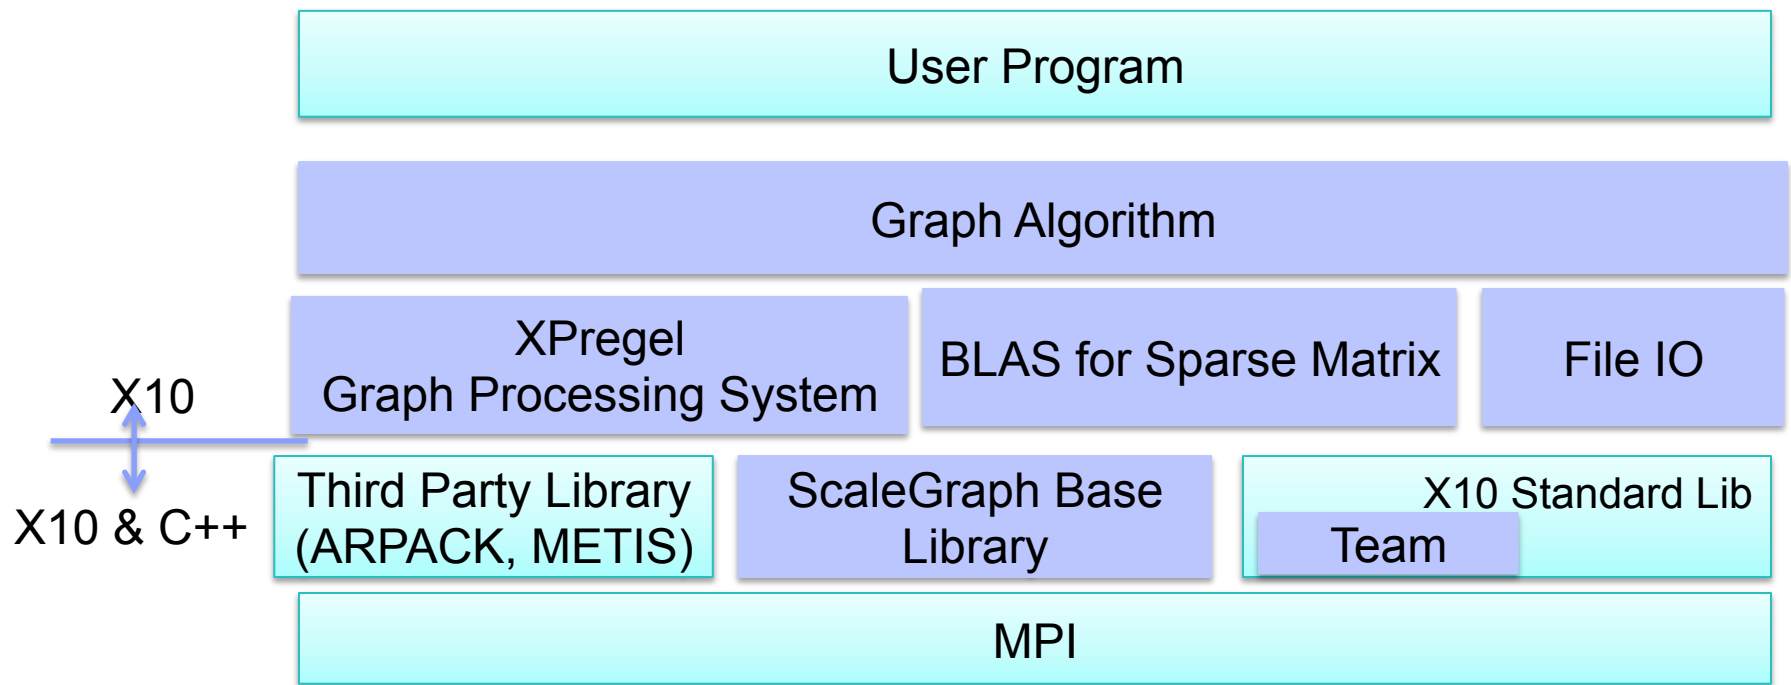 User Program
Graph Algorithm
XPregel
Graph Processing System
BLAS for Sparse Matrix
File IO
X10
X10 & C++
Third Party Library
(ARPACK, METIS)
ScaleGraph Base
Library
X10 Standard Lib
Team
MPI